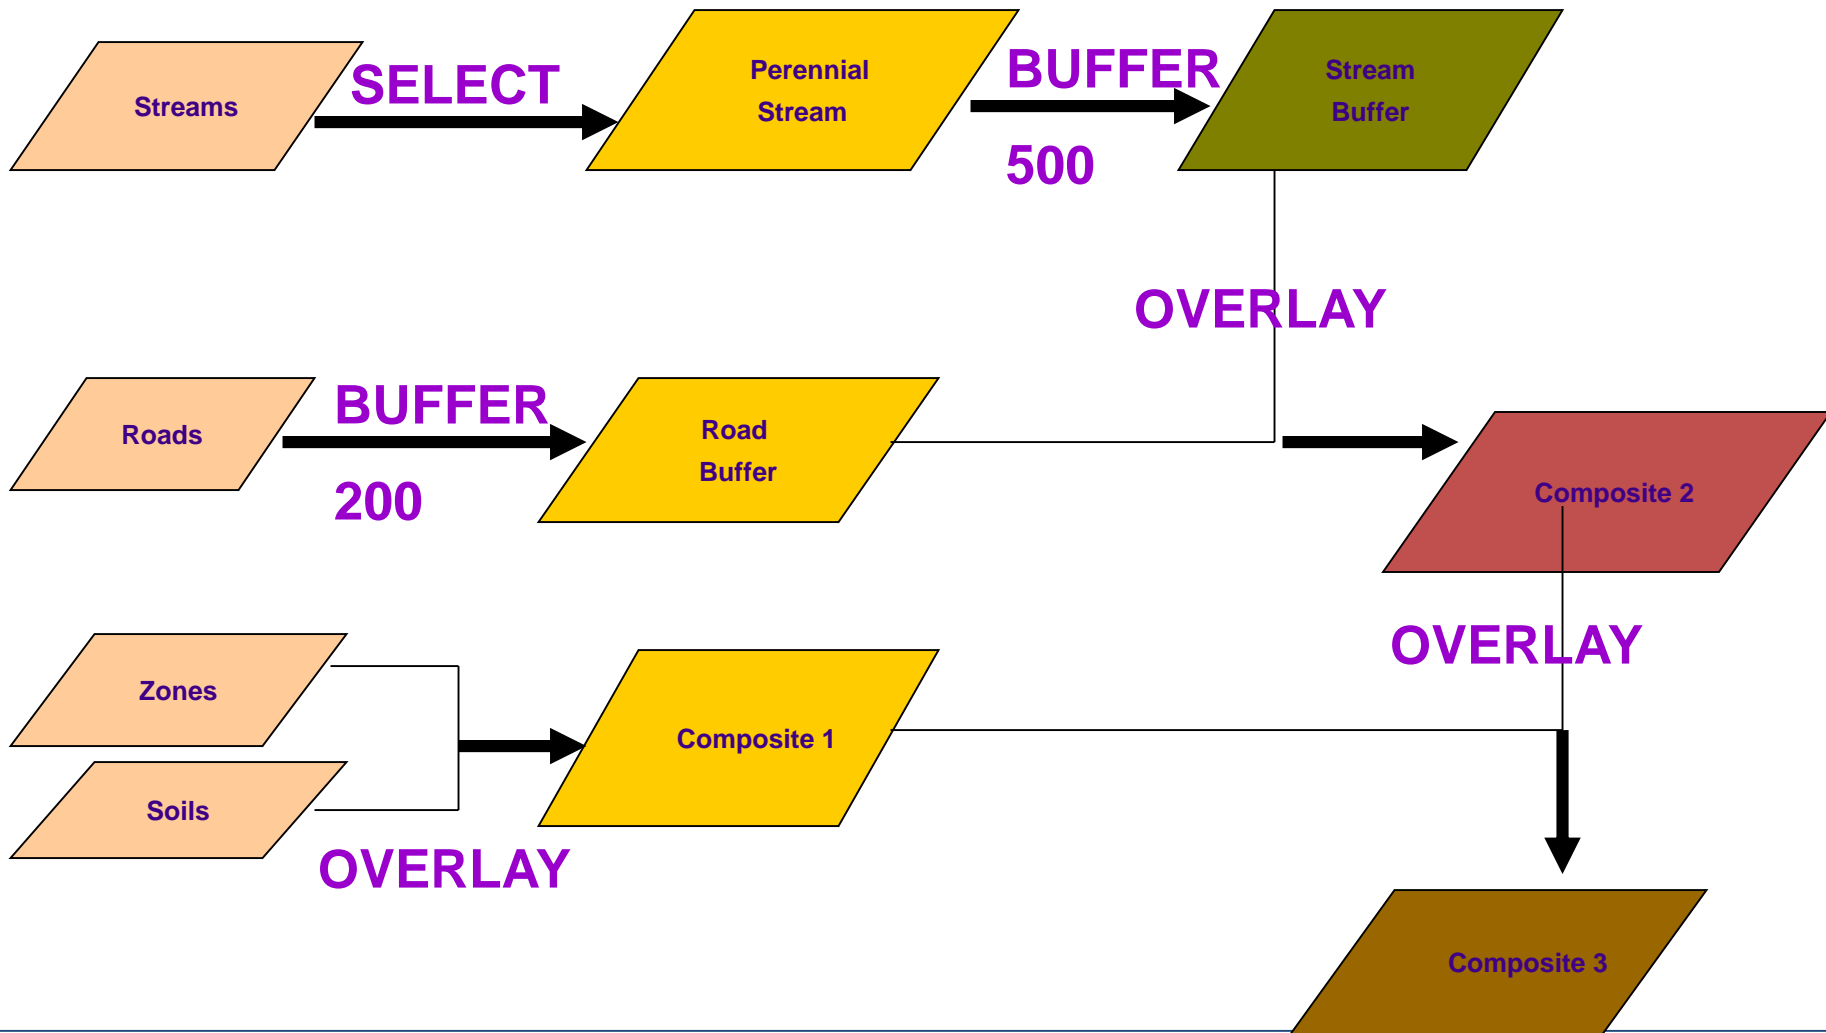 Streams
SELECT
Perennial
Stream
BUFFER
500
Stream
Buffer
OVERLAY
Roads
BUFFER
200
Road
Buffer
Composite 2
Zones
Soils
OVERLAY
Composite 1
OVERLAY
Composite 3